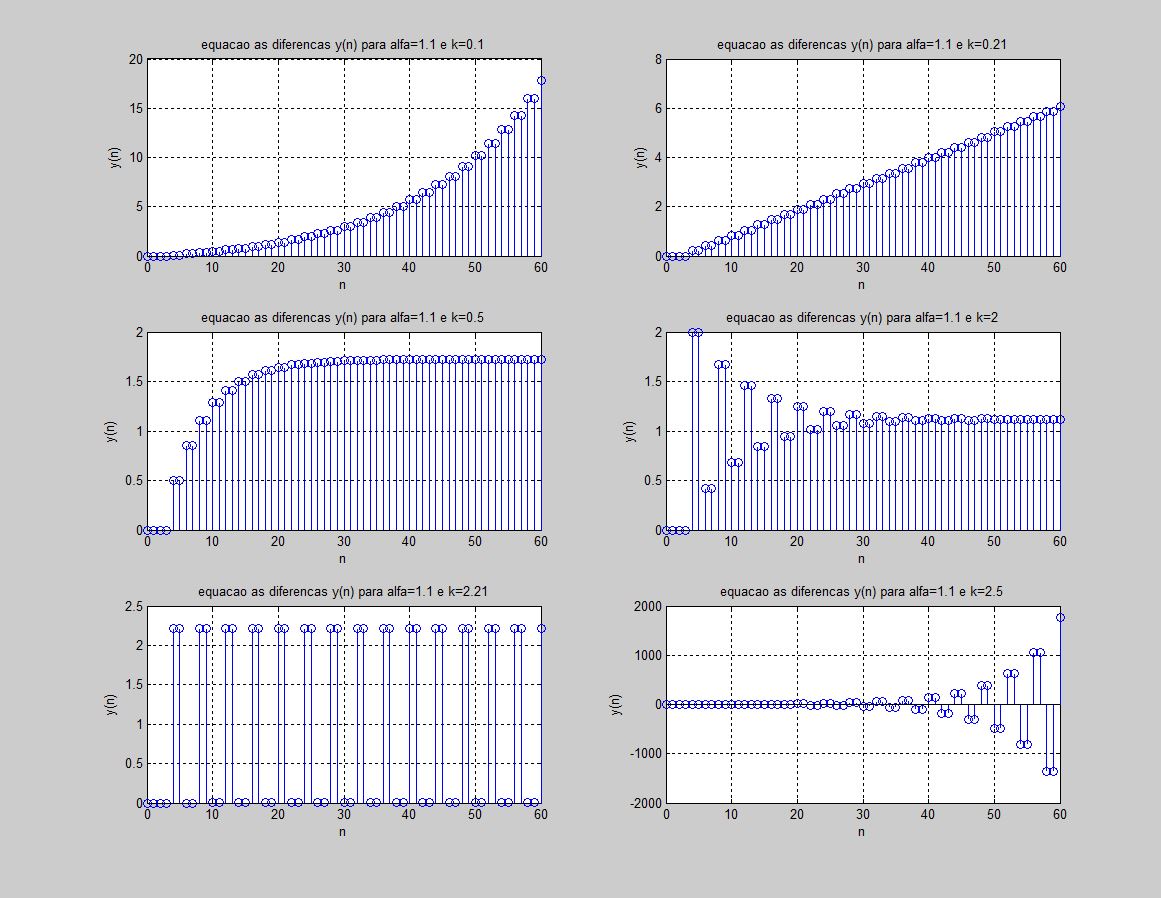 equacao as diferencas y(n) para alfa=1.1 e k=0.1
20
15
10
5
0
y(n)
0 10 20 30 40 50 60
n
equacao as diferencas y(n) para alfa=1.1 e k=0.21
8
6
4
2
0
y(n)
0 10 20 30 40 50 60
n
equacao as diferencas y(n) para alfa=1.1 e k=0.5
2
1.5
1
0.5
0
y(n)
0 10 20 30 40 50 60
n
equacao as diferencas y(n) para alfa=1.1 e k=2
2
1.5
1
0.5
0
y(n)
0 10 20 30 40 50 60
n
equacao as diferencas y(n) para alfa=1.1 e k=2.21
2.5
2
1.5
1
0.5
0
y(n)
0 10 20 30 40 50 60
n
equacao as diferencas y(n) para alfa=1.1 e k=2.5
2000
1000
0
-1000
-2000
y(n)
0 10 20 30 40 50 60
n